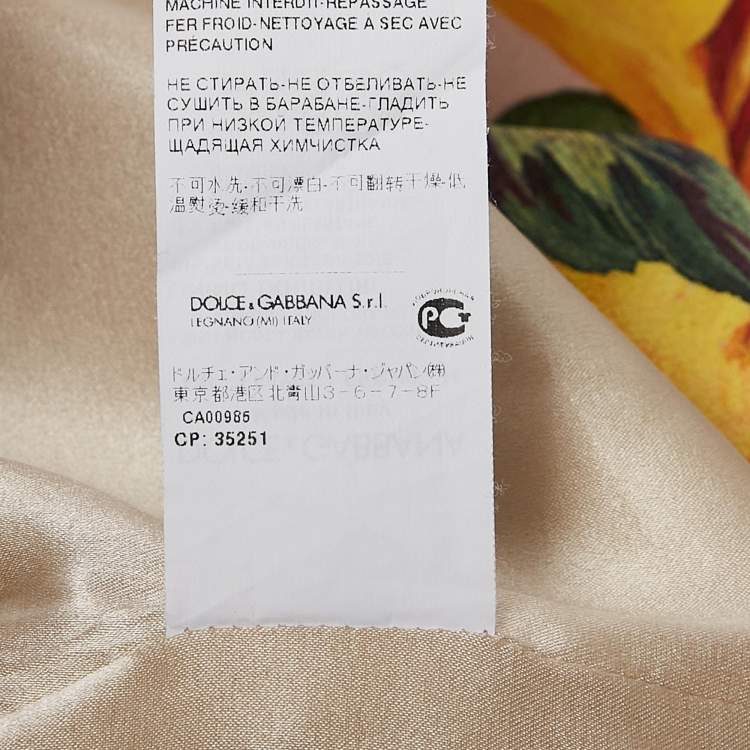 MACHINE INTERDIT-REPASSAGE
FER FROID-NETTOYAGE A SEC AVEC
PRÉCAUTION
НЕ СТИРАТЬ-НЕ ОТБЕЛИВАТЬ-НЕ
СУШИТЬ В БАРАБАНЕ-ГЛАДИТЬ
ПРИ НИЗКОЙ ТЕМПЕРАТУРЕ-
ЩАДЯЩАЯ ХИМЧИСТКА
不可水洗-不可漂白-不可翻转干燥-低
温熨烫-缓和干洗
DOLCE & GABBANA S.r.l.
LEGNANO (MI) ITALY
РСТ
ドルチェ・アンド・ガッバーナ・ジャパン(株)
東京都港区北青山3-6-7-8F
CA00985
CP: 35251